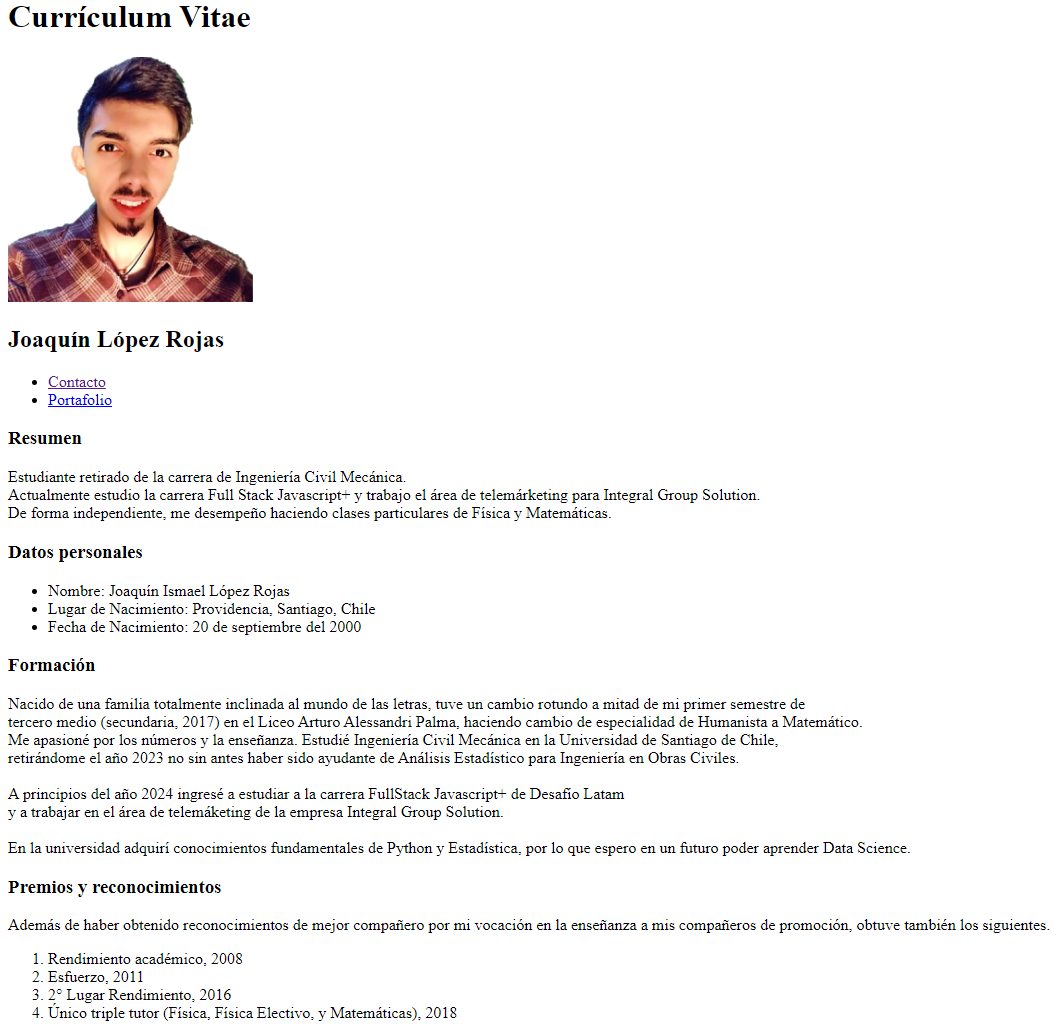 Currículum Vitae
Joaquín López Rojas
Contacto
Portafolio
Resumen
Estudiante retirado de la carrera de Ingeniería Civil Mecánica.
Actualmente estudio la carrera Full Stack Javascript+ y trabajo el área de telemárketing para Integral Group Solution.
De forma independiente, me desempeño haciendo clases particulares de Física y Matemáticas.
Datos personales
Nombre: Joaquín Ismael López Rojas
Lugar de Nacimiento: Providencia, Santiago, Chile
Fecha de Nacimiento: 20 de septiembre del 2000
Formación
Nacido de una familia totalmente inclinada al mundo de las letras, tuve un cambio rotundo a mitad de mi primer semestre de
tercero medio (secundaria, 2017) en el Liceo Arturo Alessandri Palma, haciendo cambio de especialidad de Humanista a Matemático.
Me apasioné por los números y la enseñanza. Estudié Ingeniería Civil Mecánica en la Universidad de Santiago de Chile,
retirándome el año 2023 no sin antes haber sido ayudante de Análisis Estadístico para Ingeniería en Obras Civiles.
A principios del año 2024 ingresé a estudiar a la carrera FullStack Javascript+ de Desafío Latam
y a trabajar en el área de telemáketing de la empresa Integral Group Solution.
En la universidad adquirí conocimientos fundamentales de Python y Estadística, por lo que espero en un futuro poder aprender Data Science.
Premios y reconocimientos
Además de haber obtenido reconocimientos de mejor compañero por mi vocación en la enseñanza a mis compañeros de promoción, obtuve también los siguientes.
1. Rendimiento académico, 2008
2. Esfuerzo, 2011
3. 2° Lugar Rendimiento, 2016
4. Único triple tutor (Física, Física Electivo, y Matemáticas), 2018